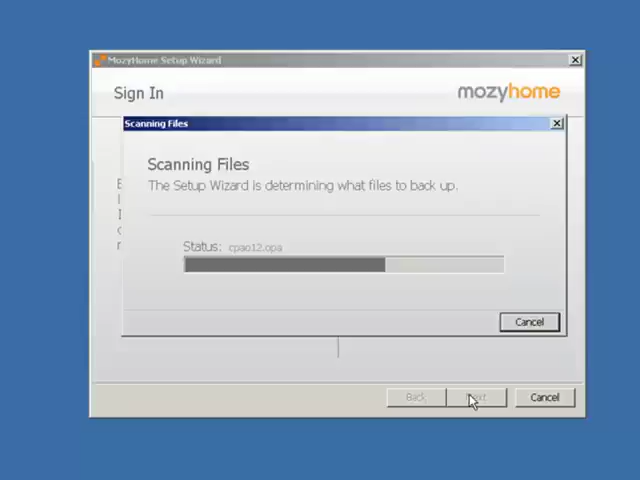 MozyHome Setup Wizard
Sign In
mozyhome
Scanning Files
Scanning Files
The Setup Wizard is determining what files to back up.
Status: cpao12.opa
Cancel
Back
Cancel